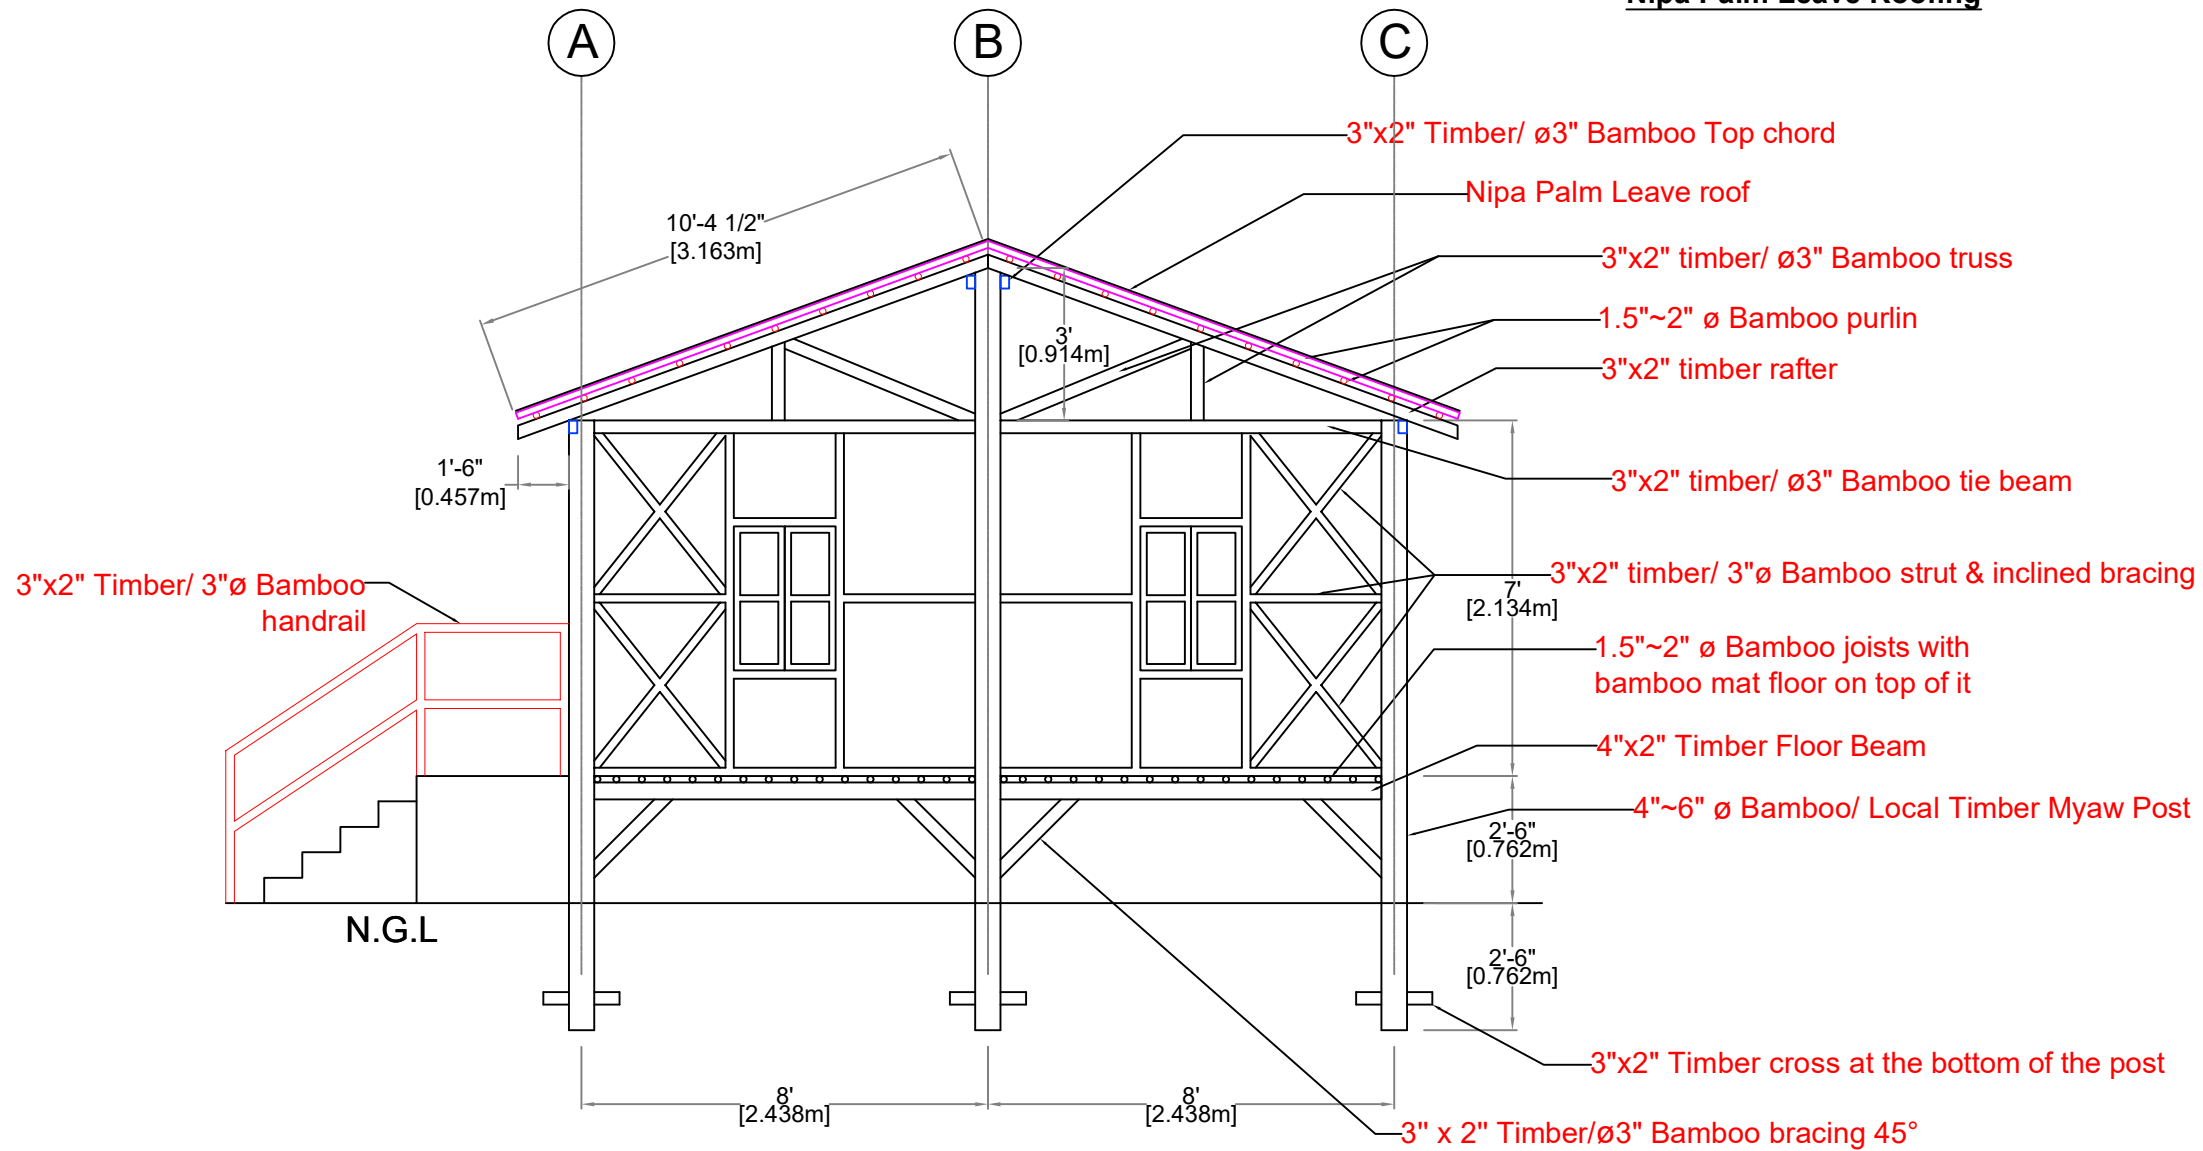 Nipa Palm Leave Roofing
A
B
C
3"x2" Timber/ ø3" Bamboo Top chord
Nipa Palm Leave roof
10'-4 1/2"
[3.163m]
3"x2" timber/ ø3" Bamboo truss
1.5"~2" ø Bamboo purlin
3'
[0.914m]
3"x2" timber rafter
1'-6"
[0.457m]
3"x2" timber/ ø3" Bamboo tie beam
3"x2" Timber/ 3"ø Bamboo
handrail
3"x2" timber/ 3"ø Bamboo strut & inclined bracing
7'
[2.134m]
1.5"~2" ø Bamboo joists with
bamboo mat floor on top of it
4"x2" Timber Floor Beam
4"~6" ø Bamboo/ Local Timber Myaw Post
2'-6"
[0.762m]
N.G.L
2'-6"
[0.762m]
3"x2" Timber cross at the bottom of the post
8'
[2.438m]
8'
[2.438m]
3" x 2" Timber/ø3" Bamboo bracing 45°